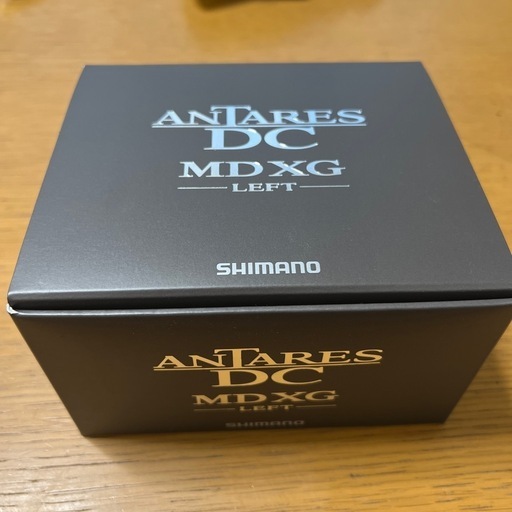 ANTARES
DC
MD XG
LEFT
SHIMANO
ANTARES
DC
MD XG
LEFT
SHIMANO